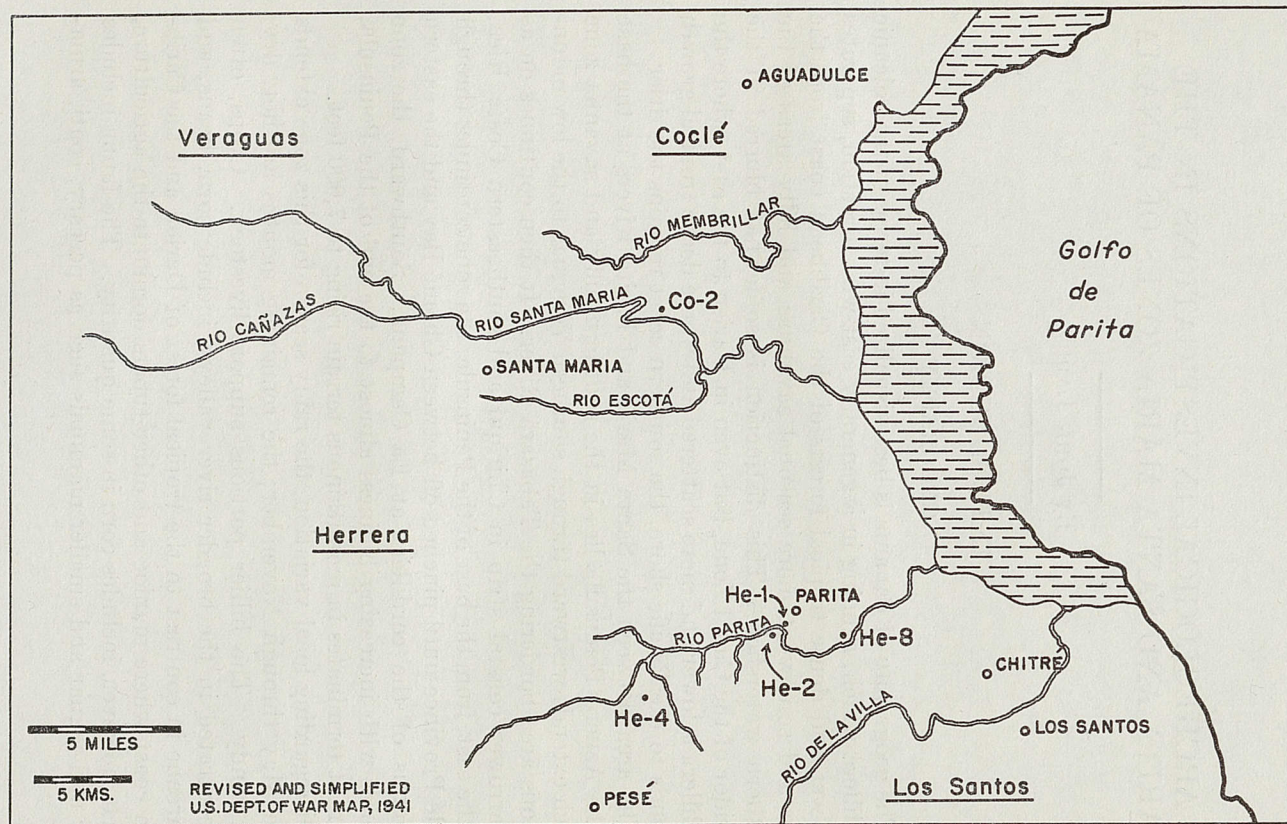 AGUADULCE
Veraguas
Coclé
RIO MEMBRILLAR
Golfo
de
Parita
RIO CAÑAZAS
RIO SANTA MARIA
Co-2
SANTA MARIA
RIO ESCOTÁ
Herrera
He-1
PARITA
RIO PARITA
He-8
He-2
CHITRÉ
He-4
RIO DE LA VILLA
LOS SANTOS
5 MILES
5 KMS.
REVISED AND SIMPLIFIED
U.S. DEPT. OF WAR MAP, 1941
PESÉ
Los Santos